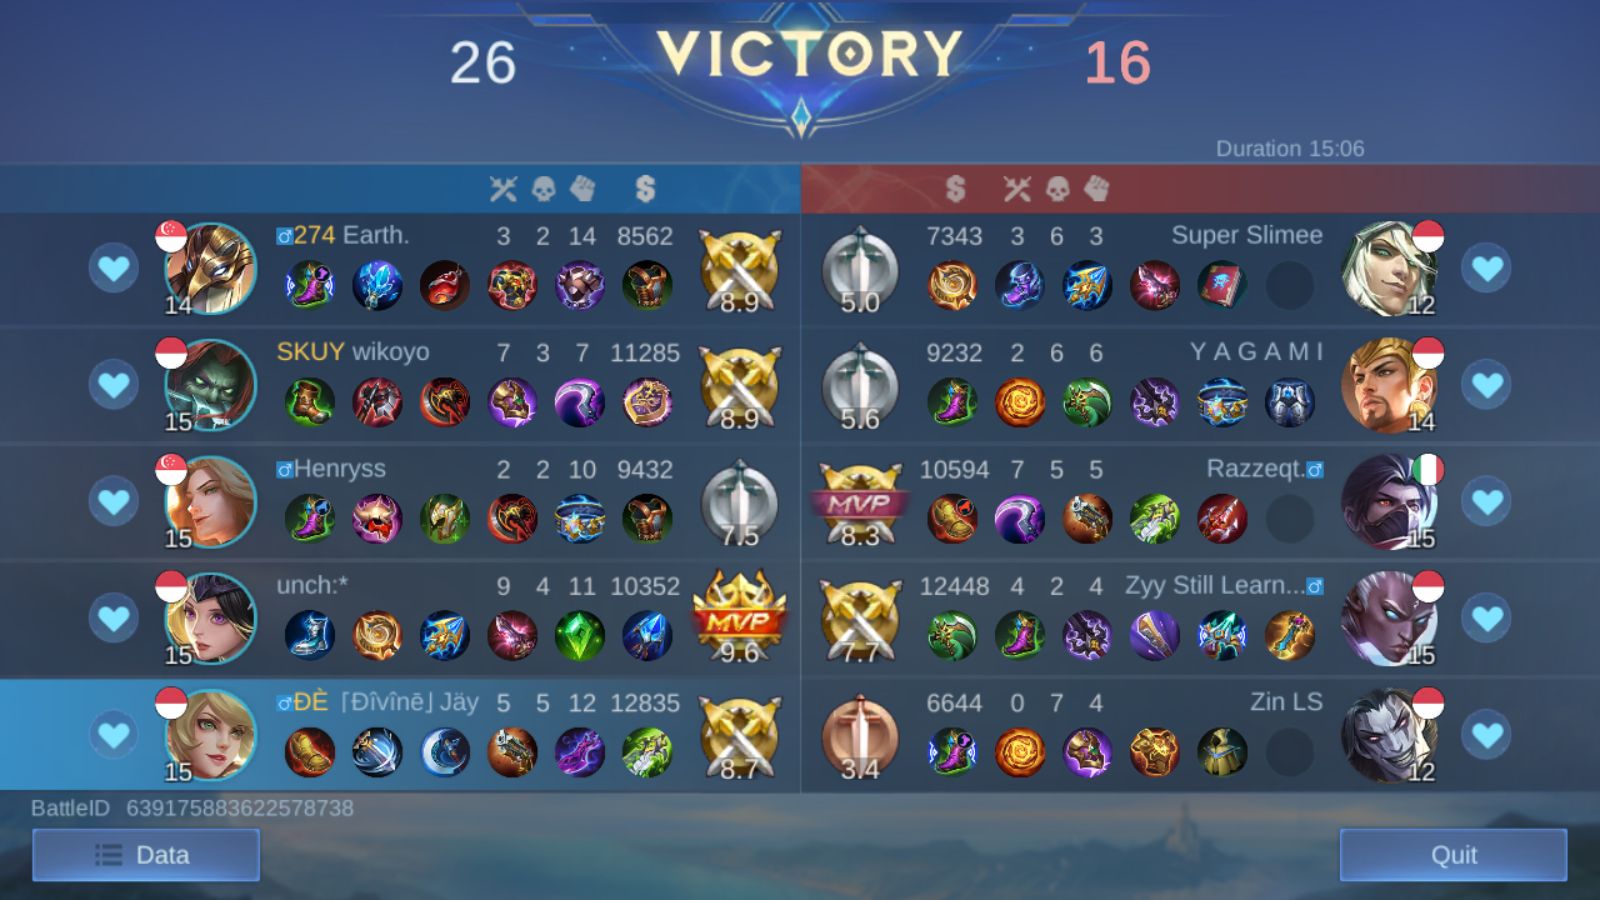 26 VICTORY 16
Duration 15:06
274 Earth. 3 2 14 8562
14 8.9
7343 3 6 3 Super Slimee
5.0 12
SKUY wikoyo 7 3 7 11285
15 8.9
9232 2 6 6 Y A G A M I
5.6 14
Henryss 2 2 10 9432
15 7.5
10594 7 5 5 Razzeqt.
MVP
8.3 15
unch:* 9 4 11 10352
MVP
15 9.6
12448 4 2 4 Zyy Still Learn...
7.7 15
ĐÈ ⌈Đîvînē⌋ Jäy 5 5 12 12835
15 8.7
6644 0 7 4 Zin LS
3.4 12
BattleID 639175883622578738
Data
Quit